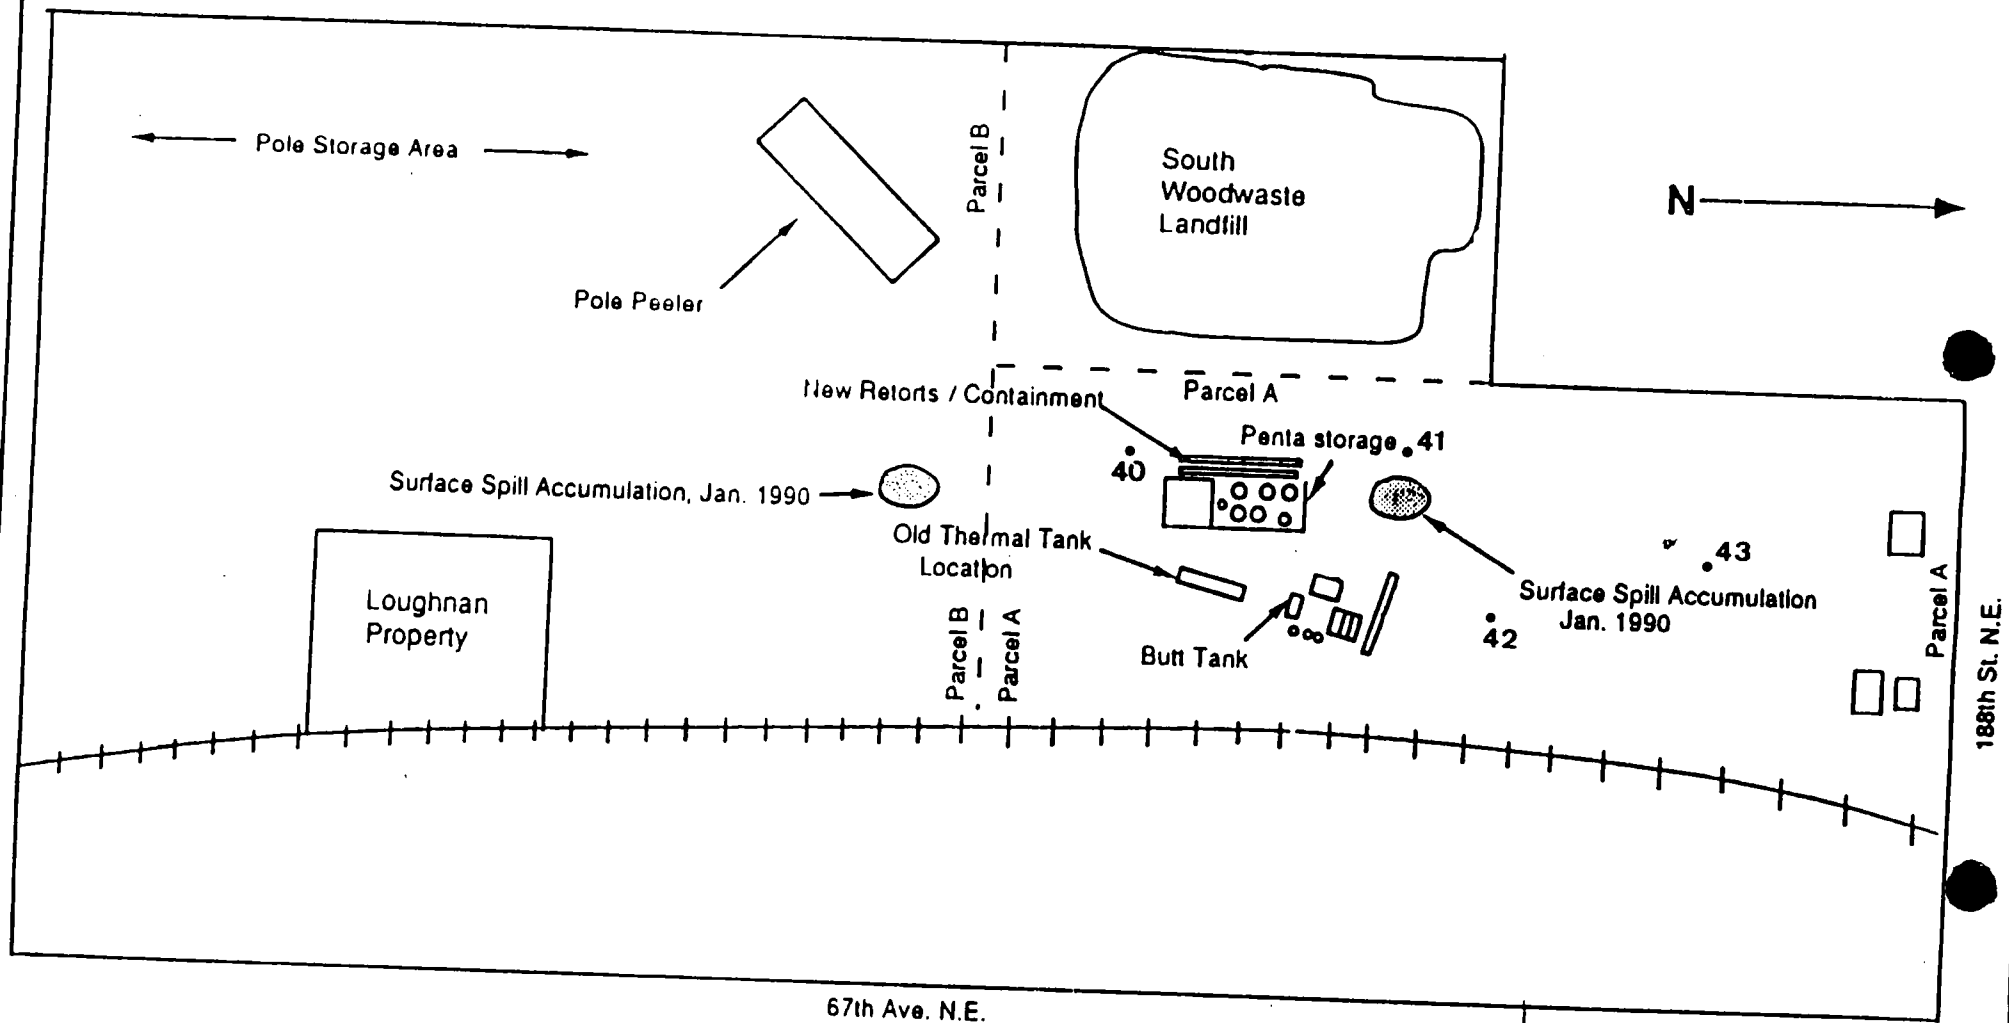 Pole Storage Area
Parcel B
South
Woodwaste
Landfill
N
Pole Peeler
New Retorts / Containment
Parcel A
Penta storage
41
40
Surface Spill Accumulation, Jan. 1990
Old Thermal Tank
Location
43
Surface Spill Accumulation
Jan. 1990
42
Loughnan
Property
Butt Tank
Parcel B
Parcel A
Parcel A
188th St. N.E.
67th Ave. N.E.